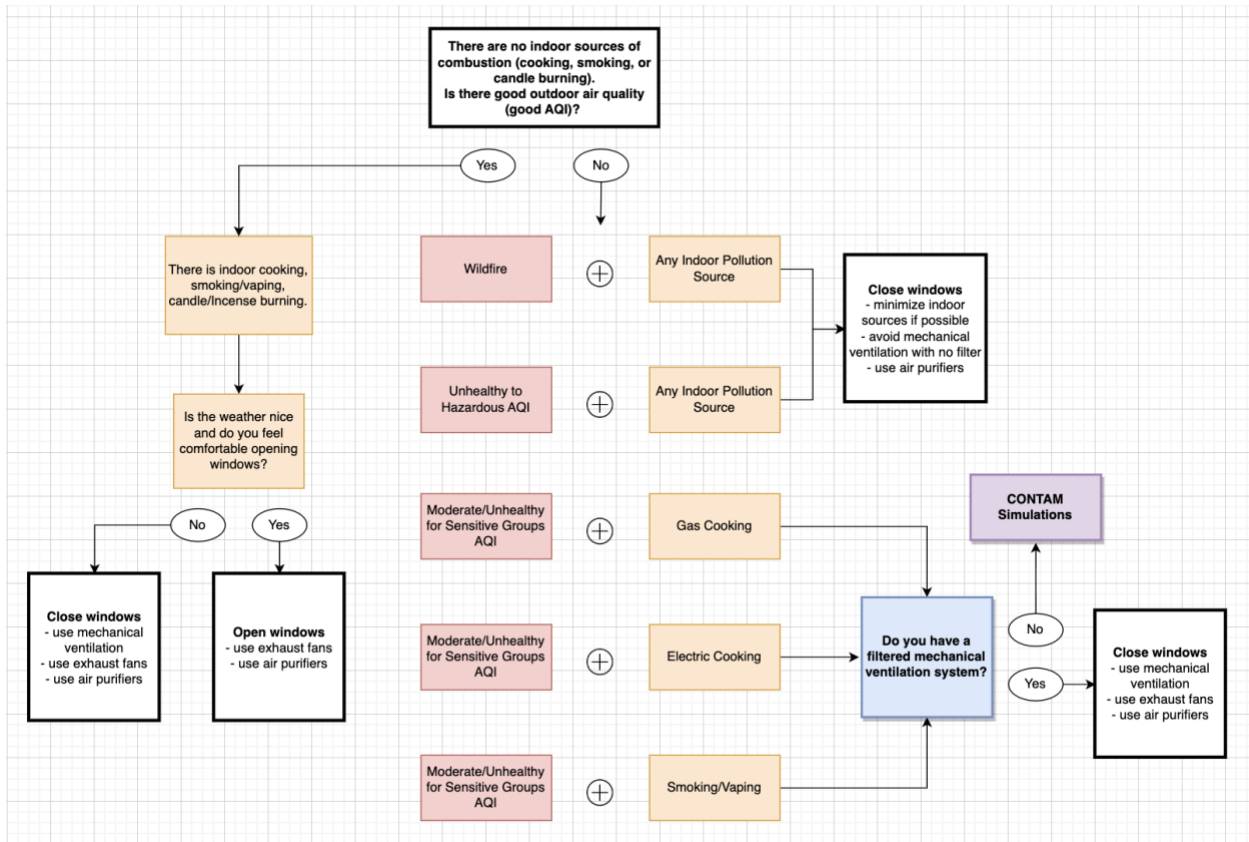 There are no indoor sources of
combustion (cooking, smoking, or
candle burning).
Is there good outdoor air quality
(good AQI)?
Yes
No
There is indoor cooking,
smoking/vaping,
candle/Incense burning.
Wildfire
Any Indoor Pollution
Source
Close windows
- minimize indoor
sources if possible
- avoid mechanical
ventilation with no filter
- use air purifiers
Unhealthy to
Hazardous AQI
Any Indoor Pollution
Source
Is the weather nice
and do you feel
comfortable opening
windows?
No
Yes
Close windows
- use mechanical
ventilation
- use exhaust fans
- use air purifiers
Open windows
- use exhaust fans
- use air purifiers
Moderate/Unhealthy
for Sensitive Groups
AQI
Gas Cooking
Moderate/Unhealthy
for Sensitive Groups
AQI
Electric Cooking
Moderate/Unhealthy
for Sensitive Groups
AQI
Smoking/Vaping
Do you have a
filtered mechanical
ventilation system?
CONTAM
Simulations
No
Yes
Close windows
- use mechanical
ventilation
- use exhaust fans
- use air purifiers